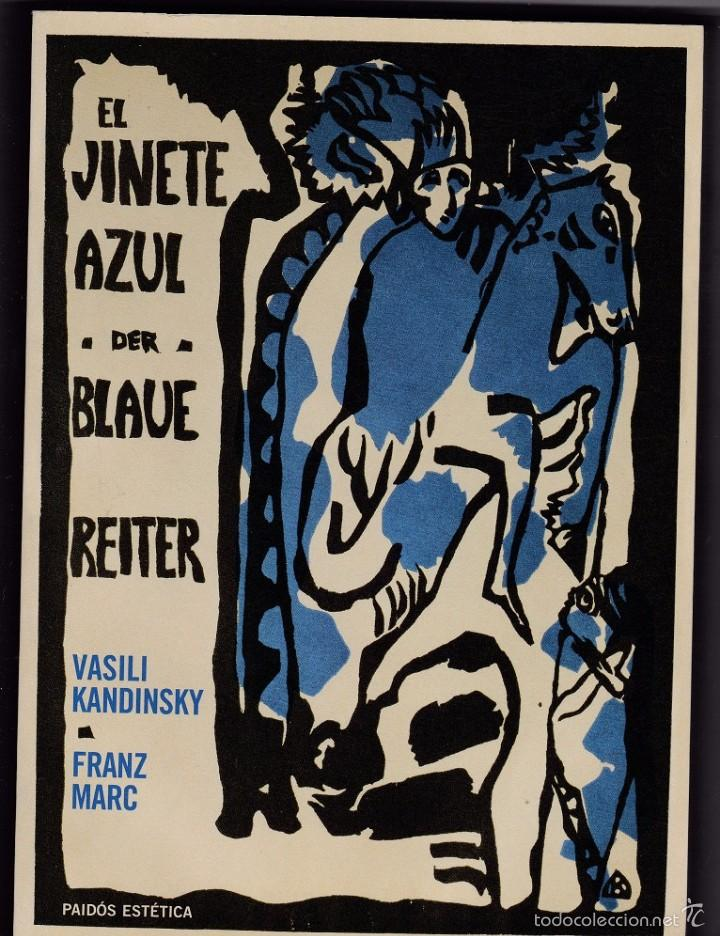 EL
JINETE
AZUL
DER
BLAUE
REITER
VASILI
KANDINSKY
FRANZ
MARC
PAIDÓS ESTÉTICA
todocoleccion.net